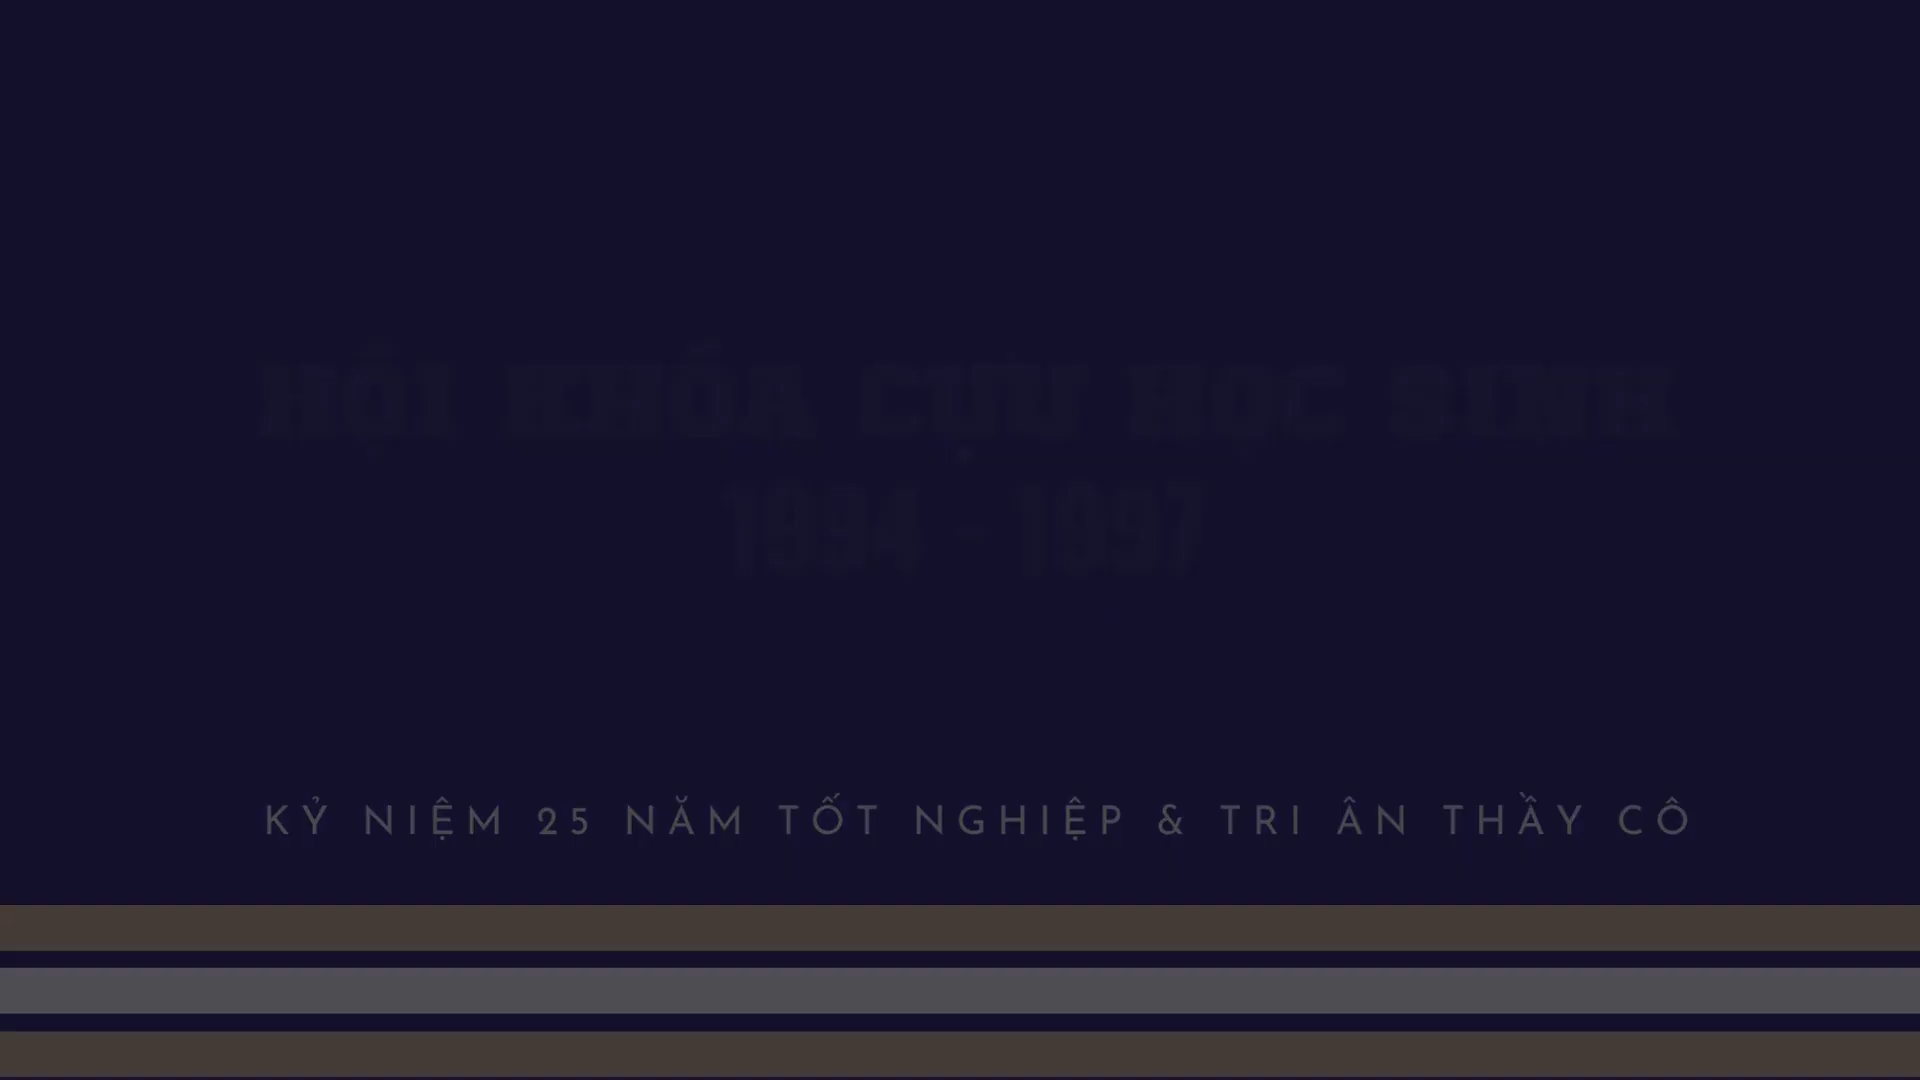 HỘI KHÓA CỰU HỌC SINH
1994 - 1997
KỶ NIỆM 25 NĂM TỐT NGHIỆP & TRI ÂN THẦY CÔ